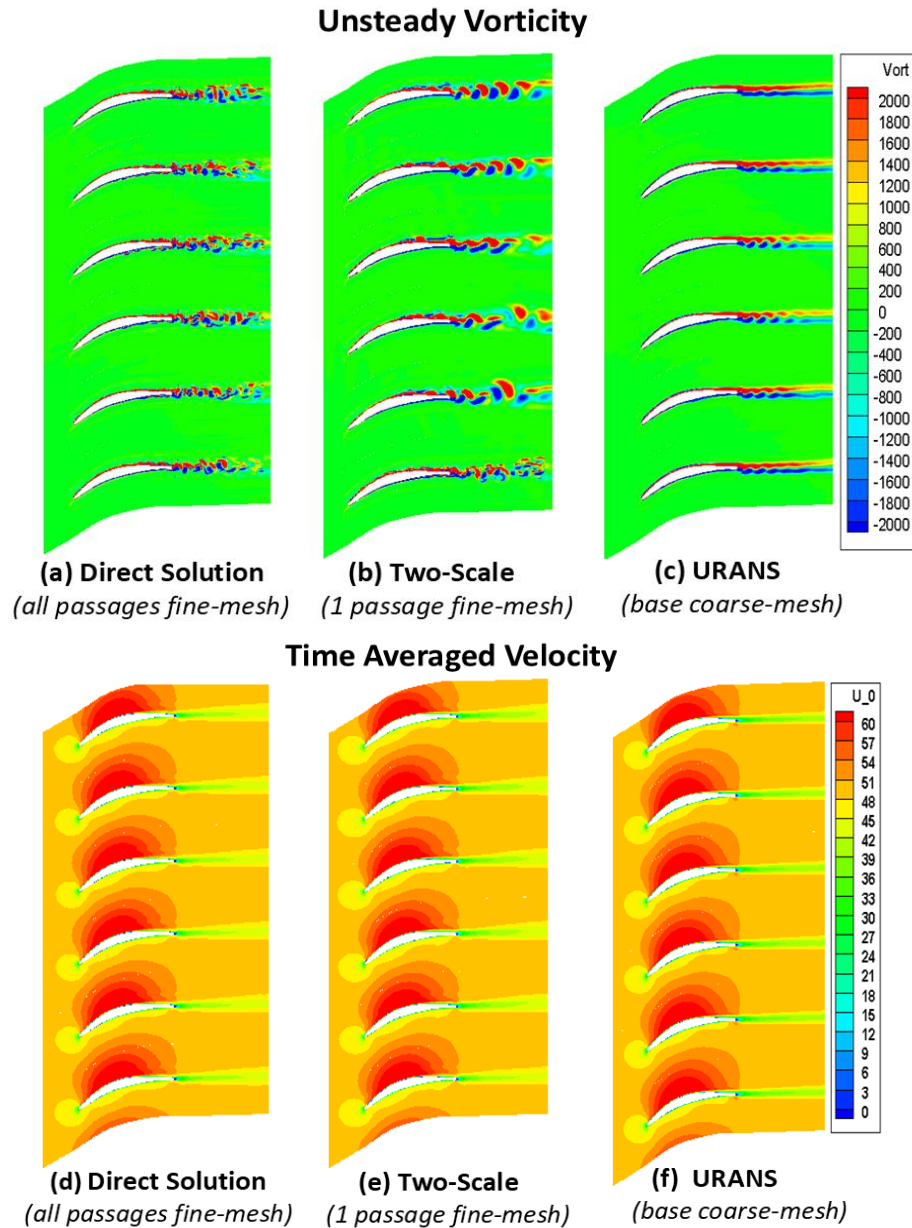 Unsteady Vorticity
Vort
2000
1800
1600
1400
1200
1000
800
600
400
200
0
-200
-400
-600
-800
-1000
-1200
-1400
-1600
-1800
-2000
(a) Direct Solution
(all passages fine-mesh)
(b) Two-Scale
(1 passage fine-mesh)
(c) URANS
(base coarse-mesh)
Time Averaged Velocity
U_0
60
57
54
51
48
45
42
39
36
33
30
27
24
21
18
15
12
9
6
3
0
(d) Direct Solution
(all passages fine-mesh)
(e) Two-Scale
(1 passage fine-mesh)
(f) URANS
(base coarse-mesh)